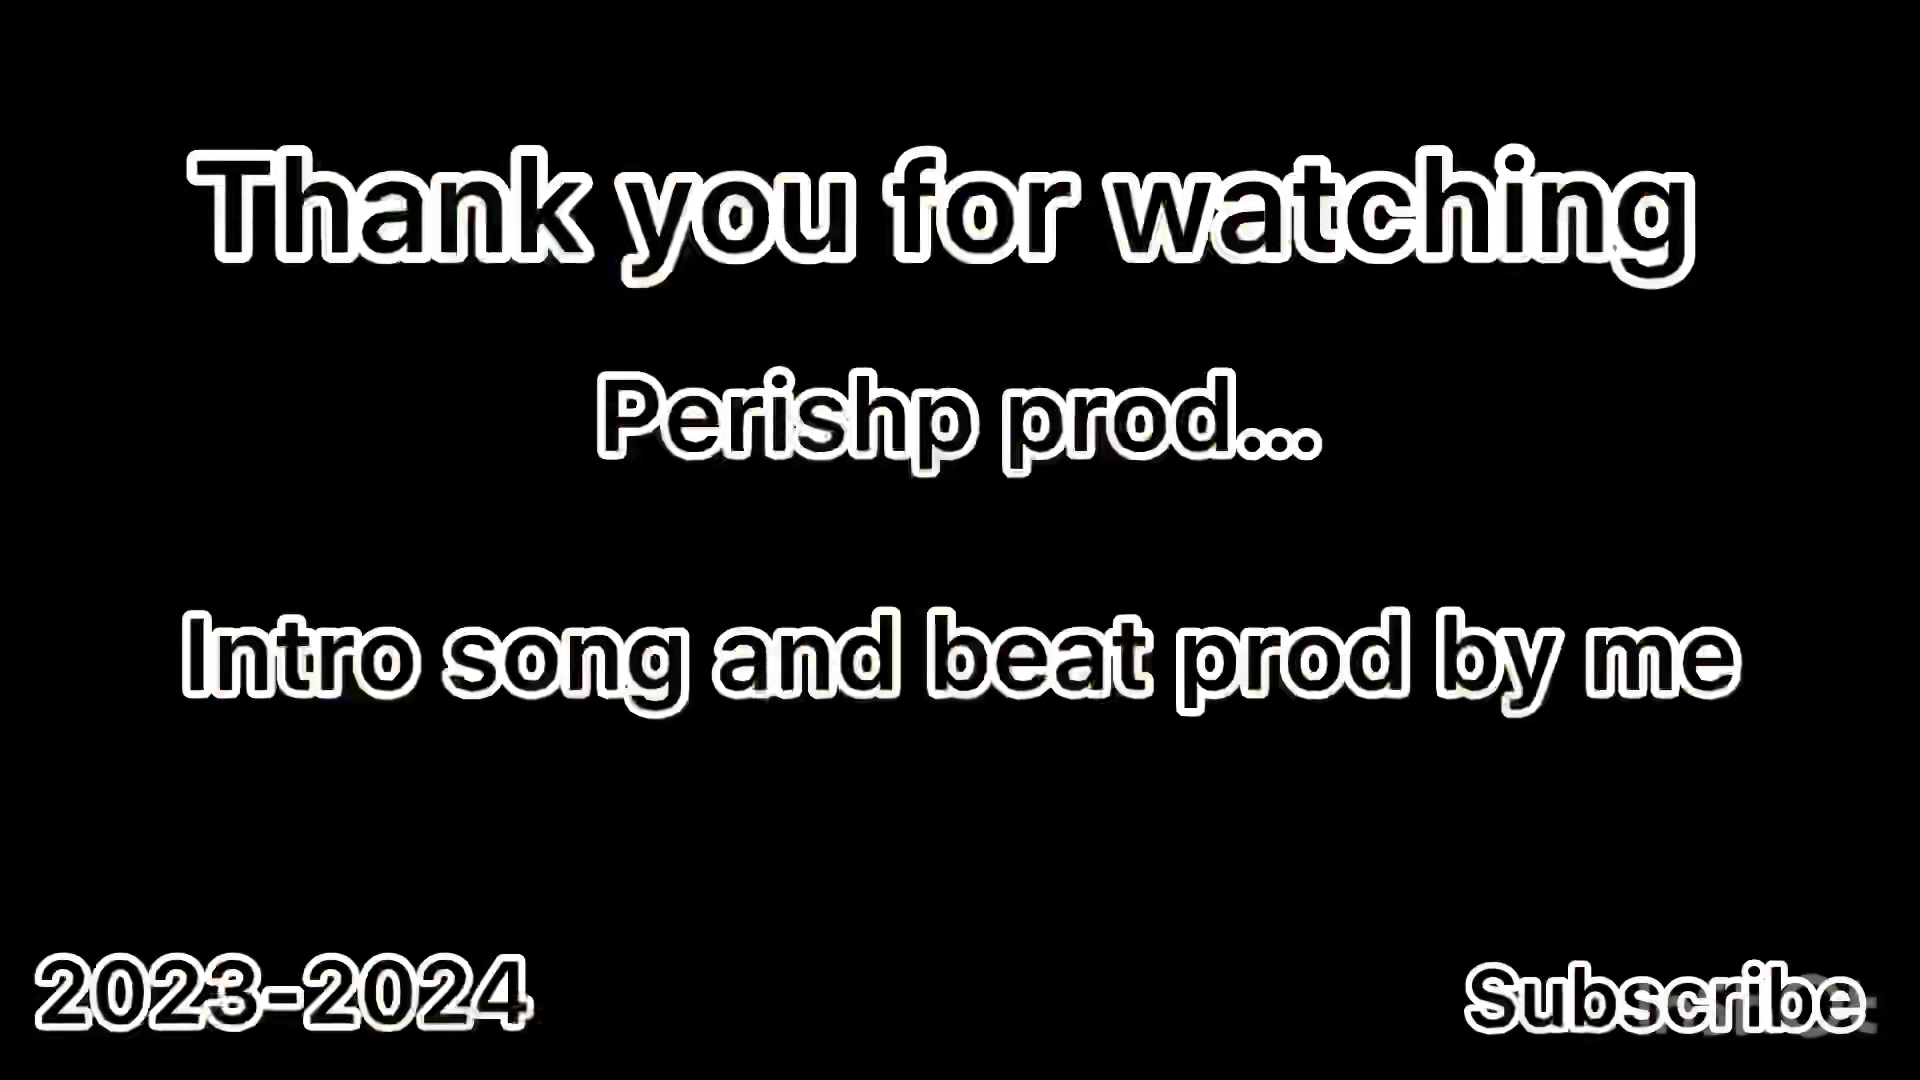 Thank you for watching
Perishp prod...
Intro song and beat prod by me
2023-2024
Subscribe